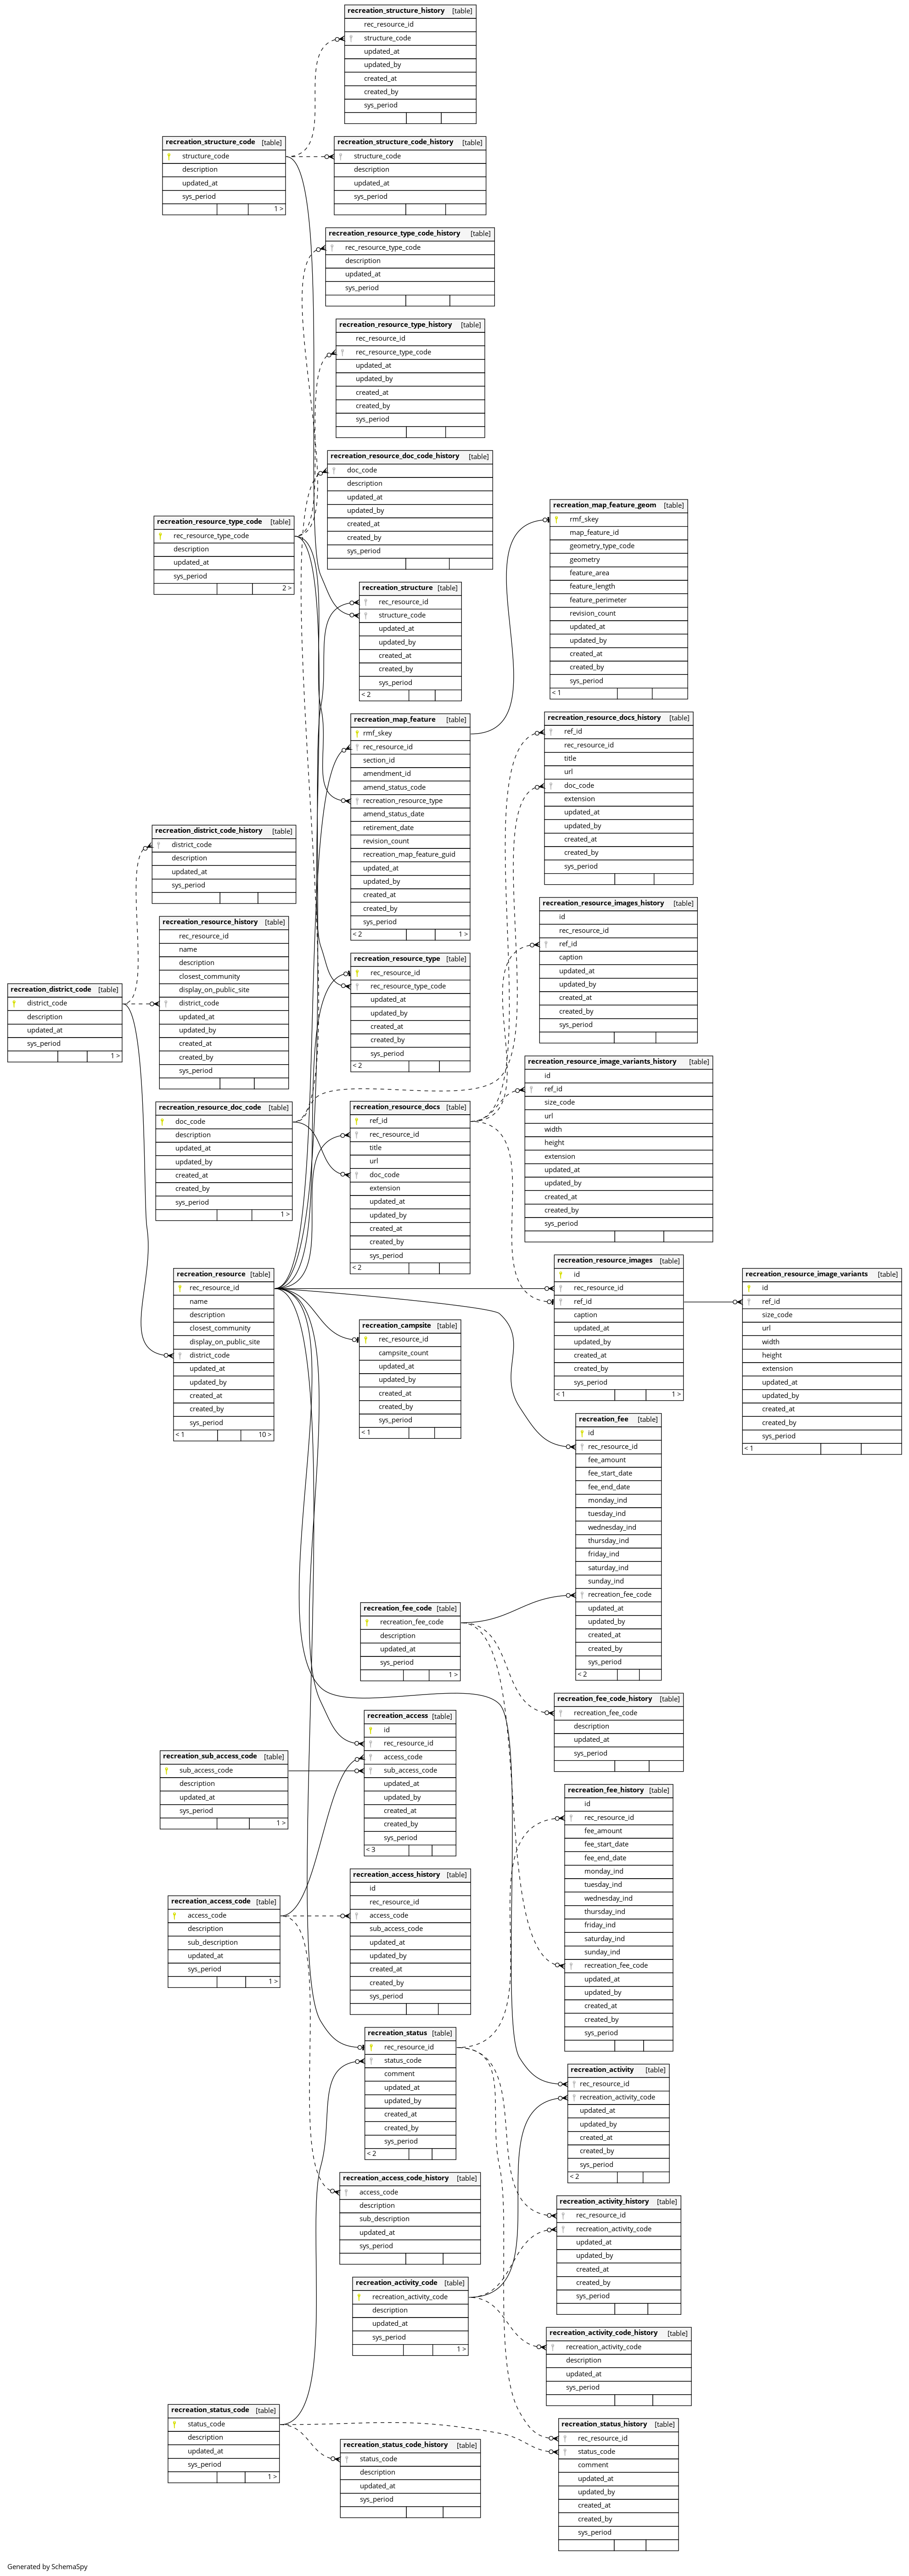 recreation_structure_history [table]
rec_resource_id
structure_code
updated_at
updated_by
created_at
created_by
sys_period
recreation_structure_code [table]
structure_code
description
updated_at
sys_period
1 >
recreation_structure_code_history [table]
structure_code
description
updated_at
sys_period
recreation_resource_type_code_history [table]
rec_resource_type_code
description
updated_at
sys_period
recreation_resource_type_history [table]
rec_resource_id
rec_resource_type_code
updated_at
updated_by
created_at
created_by
sys_period
recreation_resource_doc_code_history [table]
doc_code
description
updated_at
updated_by
created_at
created_by
sys_period
recreation_resource_type_code [table]
rec_resource_type_code
description
updated_at
sys_period
2 >
recreation_map_feature_geom [table]
rmf_skey
map_feature_id
geometry_type_code
geometry
feature_area
feature_length
feature_perimeter
revision_count
updated_at
updated_by
created_at
created_by
sys_period
< 1
recreation_structure [table]
rec_resource_id
structure_code
updated_at
updated_by
created_at
created_by
sys_period
< 2
recreation_map_feature [table]
rmf_skey
rec_resource_id
section_id
amendment_id
amend_status_code
recreation_resource_type
amend_status_date
retirement_date
revision_count
recreation_map_feature_guid
updated_at
updated_by
created_at
created_by
sys_period
< 2 1 >
recreation_resource_docs_history [table]
ref_id
rec_resource_id
title
url
doc_code
extension
updated_at
updated_by
created_at
created_by
sys_period
recreation_district_code_history [table]
district_code
description
updated_at
sys_period
recreation_resource_images_history [table]
id
rec_resource_id
ref_id
caption
updated_at
updated_by
created_at
created_by
sys_period
recreation_resource_history [table]
rec_resource_id
name
description
closest_community
display_on_public_site
district_code
updated_at
updated_by
created_at
created_by
sys_period
recreation_resource_type [table]
rec_resource_id
rec_resource_type_code
updated_at
updated_by
created_at
created_by
sys_period
< 2
recreation_district_code [table]
district_code
description
updated_at
sys_period
1 >
recreation_resource_image_variants_history [table]
id
ref_id
size_code
url
width
height
extension
updated_at
updated_by
created_at
created_by
sys_period
recreation_resource_doc_code [table]
doc_code
description
updated_at
updated_by
created_at
created_by
sys_period
1 >
recreation_resource_docs [table]
ref_id
rec_resource_id
title
url
doc_code
extension
updated_at
updated_by
created_at
created_by
sys_period
< 2
recreation_resource_images [table]
id
rec_resource_id
ref_id
caption
updated_at
updated_by
created_at
created_by
sys_period
< 1 1 >
recreation_resource_image_variants [table]
id
ref_id
size_code
url
width
height
extension
updated_at
updated_by
created_at
created_by
sys_period
< 1
recreation_resource [table]
rec_resource_id
name
description
closest_community
display_on_public_site
district_code
updated_at
updated_by
created_at
created_by
sys_period
< 1 10 >
recreation_campsite [table]
rec_resource_id
campsite_count
updated_at
updated_by
created_at
created_by
sys_period
< 1
recreation_fee [table]
id
rec_resource_id
fee_amount
fee_start_date
fee_end_date
monday_ind
tuesday_ind
wednesday_ind
thursday_ind
friday_ind
saturday_ind
sunday_ind
recreation_fee_code
updated_at
updated_by
created_at
created_by
sys_period
< 2
recreation_fee_code [table]
recreation_fee_code
description
updated_at
sys_period
1 >
recreation_fee_code_history [table]
recreation_fee_code
description
updated_at
sys_period
recreation_access [table]
id
rec_resource_id
access_code
sub_access_code
updated_at
updated_by
created_at
created_by
sys_period
< 3
recreation_sub_access_code [table]
sub_access_code
description
updated_at
sys_period
1 >
recreation_fee_history [table]
id
rec_resource_id
fee_amount
fee_start_date
fee_end_date
monday_ind
tuesday_ind
wednesday_ind
thursday_ind
friday_ind
saturday_ind
sunday_ind
recreation_fee_code
updated_at
updated_by
created_at
created_by
sys_period
recreation_access_history [table]
id
rec_resource_id
access_code
sub_access_code
updated_at
updated_by
created_at
created_by
sys_period
recreation_access_code [table]
access_code
description
sub_description
updated_at
sys_period
1 >
recreation_status [table]
rec_resource_id
status_code
comment
updated_at
updated_by
created_at
created_by
sys_period
< 2
recreation_activity [table]
rec_resource_id
recreation_activity_code
updated_at
updated_by
created_at
created_by
sys_period
< 2
recreation_access_code_history [table]
access_code
description
sub_description
updated_at
sys_period
recreation_activity_history [table]
rec_resource_id
recreation_activity_code
updated_at
updated_by
created_at
created_by
sys_period
recreation_activity_code [table]
recreation_activity_code
description
updated_at
sys_period
1 >
recreation_activity_code_history [table]
recreation_activity_code
description
updated_at
sys_period
recreation_status_code [table]
status_code
description
updated_at
sys_period
1 >
recreation_status_code_history [table]
status_code
description
updated_at
sys_period
recreation_status_history [table]
rec_resource_id
status_code
comment
updated_at
updated_by
created_at
created_by
sys_period
Generated by SchemaSpy